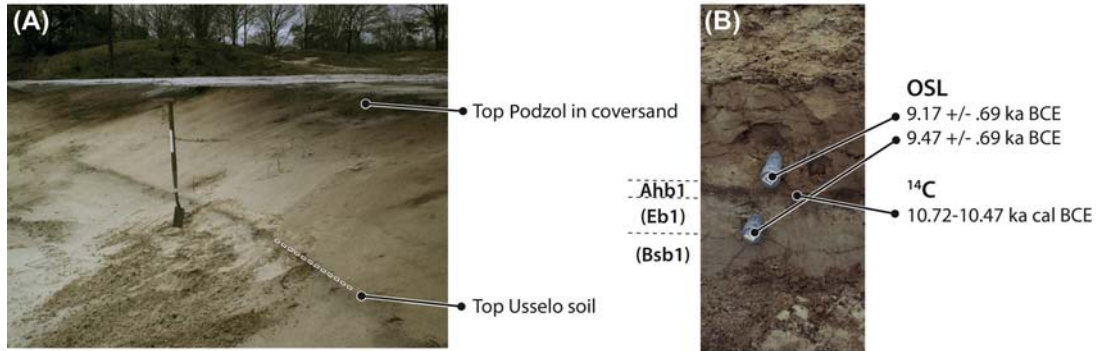 (A)
Top Podzol in coversand
Top Usselo soil
(B)
Ahb1
(Eb1)
(Bsb1)
OSL
9.17 +/- .69 ka BCE
9.47 +/- .69 ka BCE
¹⁴C
10.72-10.47 ka cal BCE